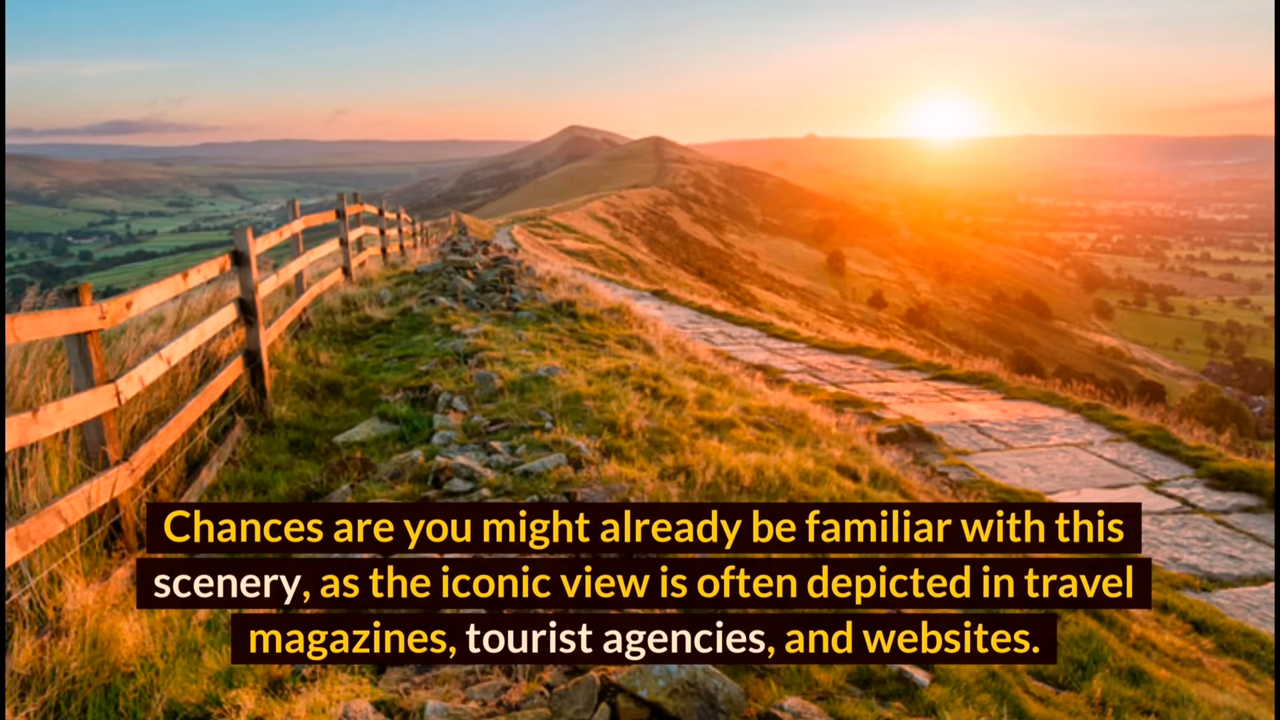 Chances are you might already be familiar with this
scenery, as the iconic view is often depicted in travel
magazines, tourist agencies, and websites.